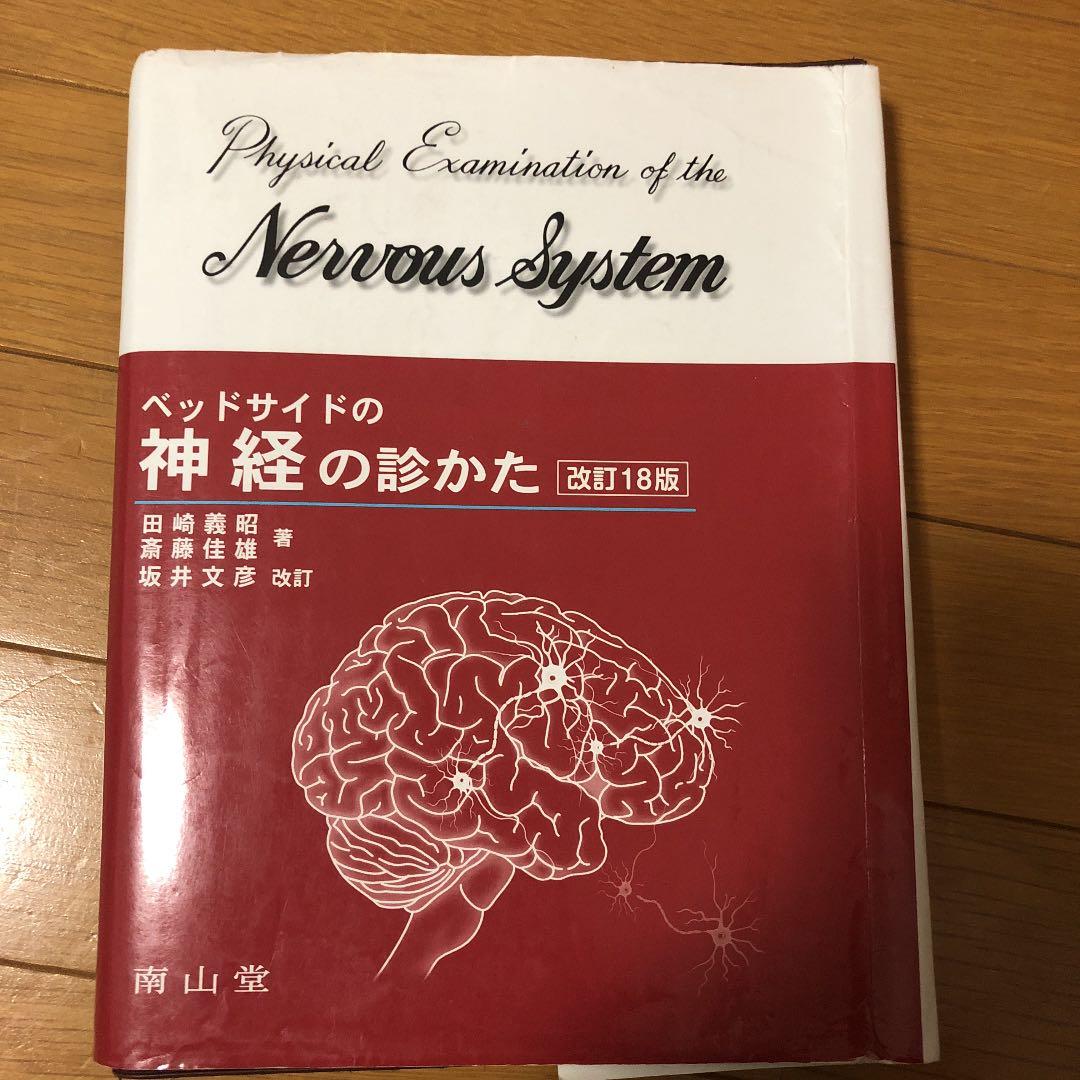 Physical Examination of the
Nervous System
ベッドサイドの
神経の診かた 改訂18版
田崎義昭
斎藤佳雄 著
坂井文彦 改訂
南山堂